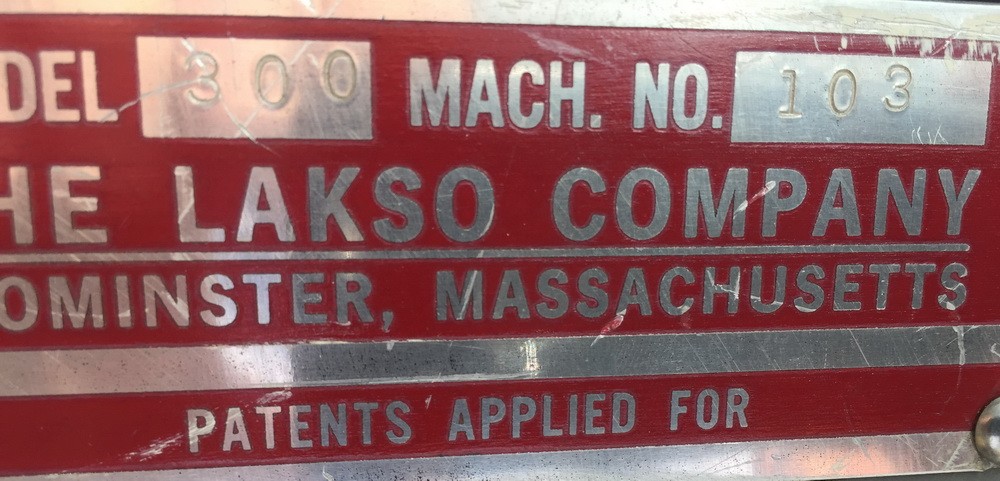 DEL 300 MACH. NO. 103
HE LAKSO COMPANY
OMINSTER, MASSACHUSETTS
PATENTS APPLIED FOR